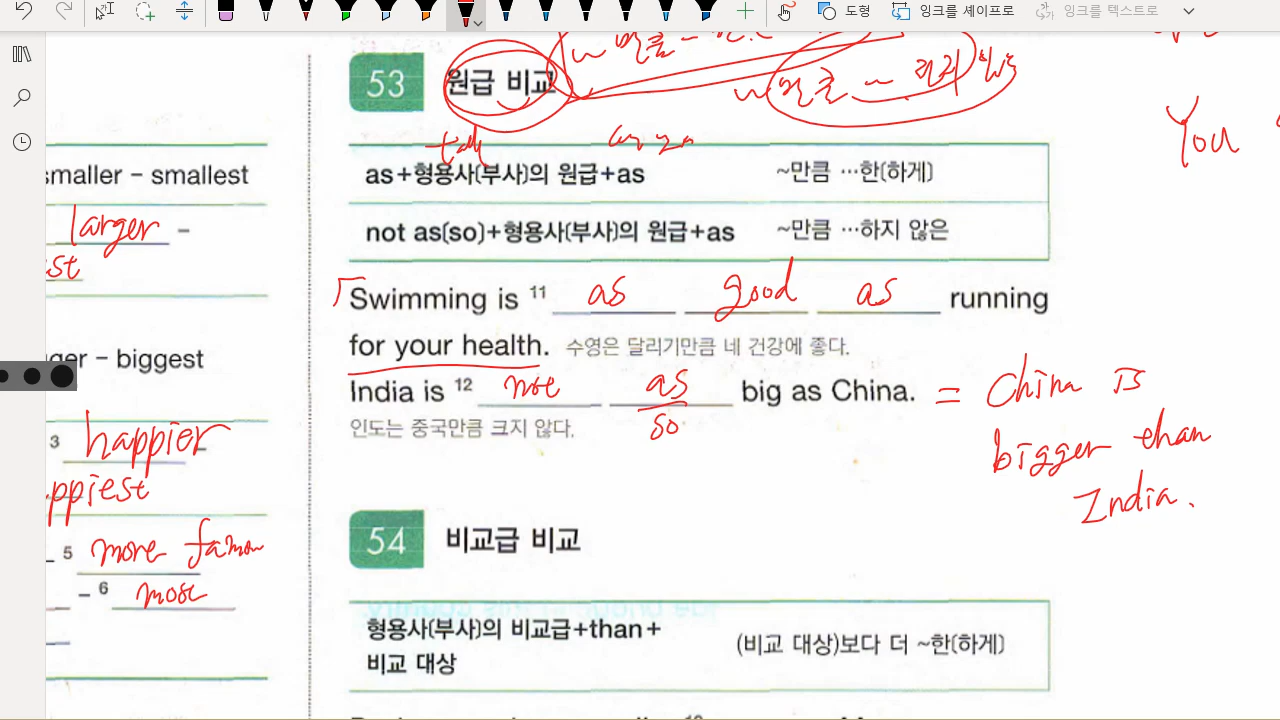 도형
잉크를 셰이프로
잉크를 텍스트로
smaller – smallest
larger –
st
ger – biggest
3 happier
ppiest
5 more famou
– 6 most
53 원급 비교
~만큼
You
tall
as+형용사(부사)의 원급+as ~만큼 …한(하게)
not as(so)+형용사(부사)의 원급+as ~만큼 …하지 않은
Swimming is 11 as good as running
for your health. 수영은 달리기만큼 네 건강에 좋다.
India is 12 not as big as China. = China is
so
인도는 중국만큼 크지 않다.
bigger than
India.
54 비교급 비교
형용사(부사)의 비교급+than+
비교 대상
(비교 대상)보다 더 ~한(하게)